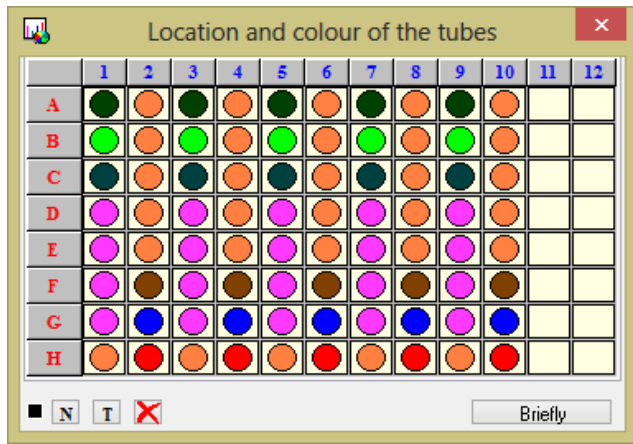 Location and colour of the tubes
1 2 3 4 5 6 7 8 9 10 11 12
A
B
C
D
E
F
G
H
N T Briefly